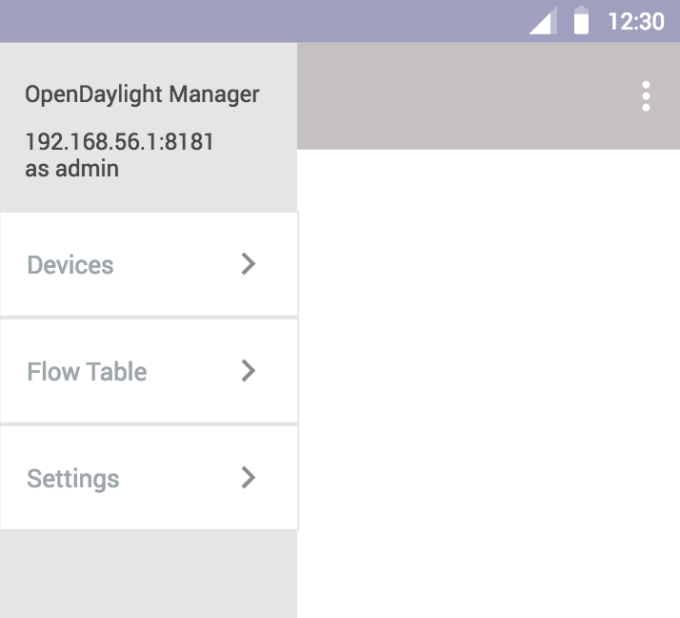 12:30
OpenDaylight Manager
192.168.56.1:8181
as admin
Devices
Flow Table
Settings